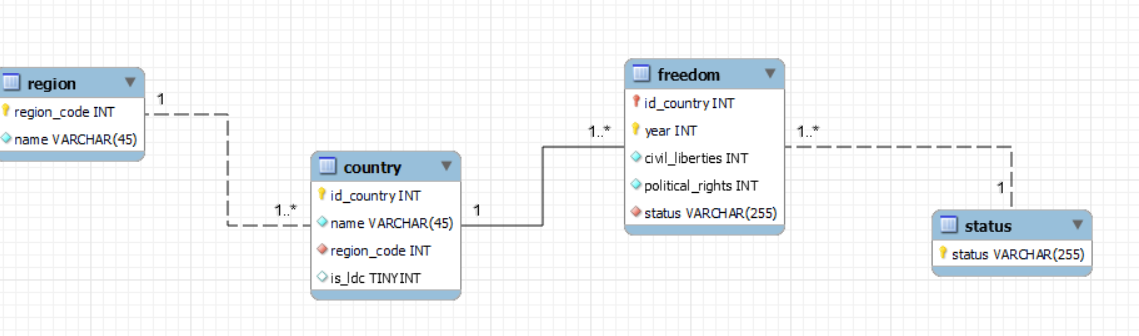 region
region_code INT
name VARCHAR(45)
1
1..*
country
id_country INT
name VARCHAR(45)
region_code INT
is_ldc TINYINT
1
1..*
freedom
id_country INT
year INT
civil_liberties INT
political_rights INT
status VARCHAR(255)
1..*
1
status
status VARCHAR(255)